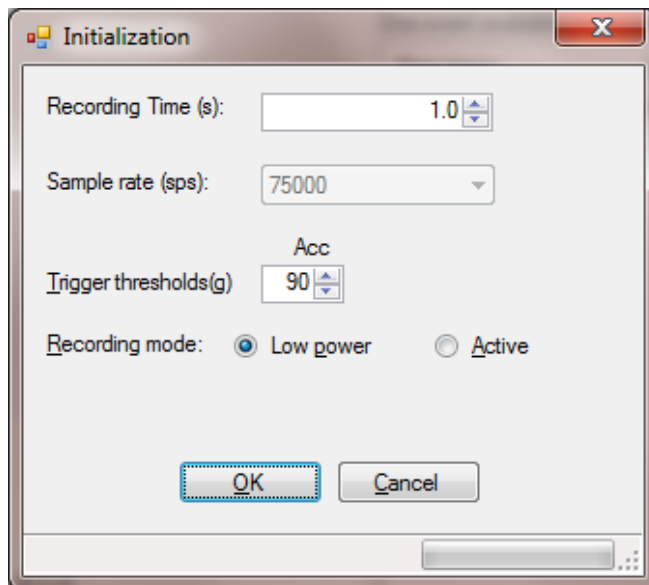 Initialization
Recording Time (s): 1.0
Sample rate (sps): 75000
Acc
Trigger thresholds(g) 90
Recording mode: Low power Active
OK Cancel